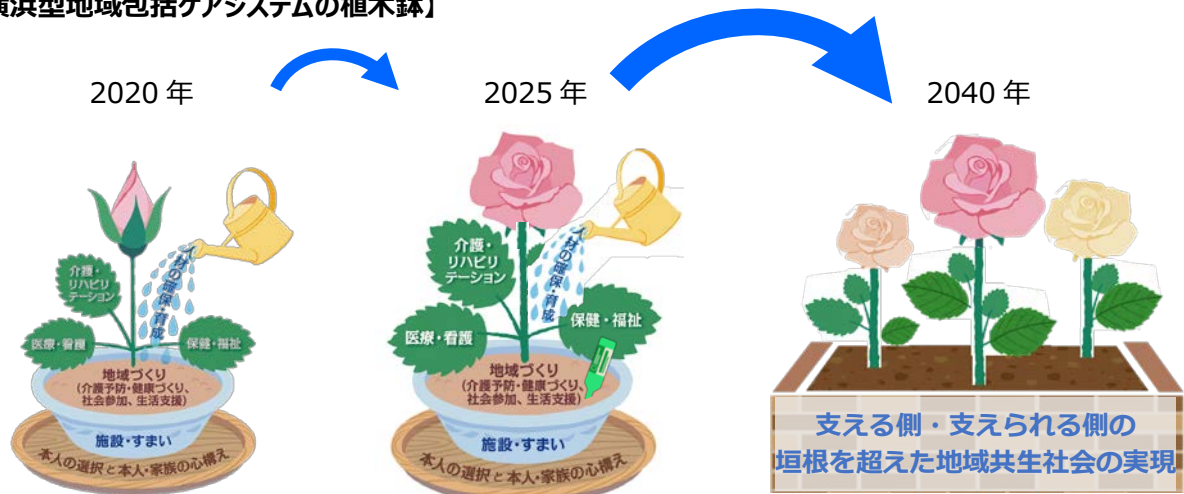 横浜型地域包括ケアシステムの植木鉢】
2020 年
2025 年
2040 年
人材の確保・育成
介護・
リハビリ
テーション
医療・看護
保健・福祉
地域づくり
(介護予防・健康づくり、
社会参加、生活支援)
施設・すまい
本人の選択と本人・家族の心構え
人材の確保・育成
介護・
リハビリ
テーション
医療・看護
保健・福祉
地域づくり
(介護予防・健康づくり、
社会参加、生活支援)
施設・すまい
本人の選択と本人・家族の心構え
支える側・支えられる側の
垣根を超えた地域共生社会の実現